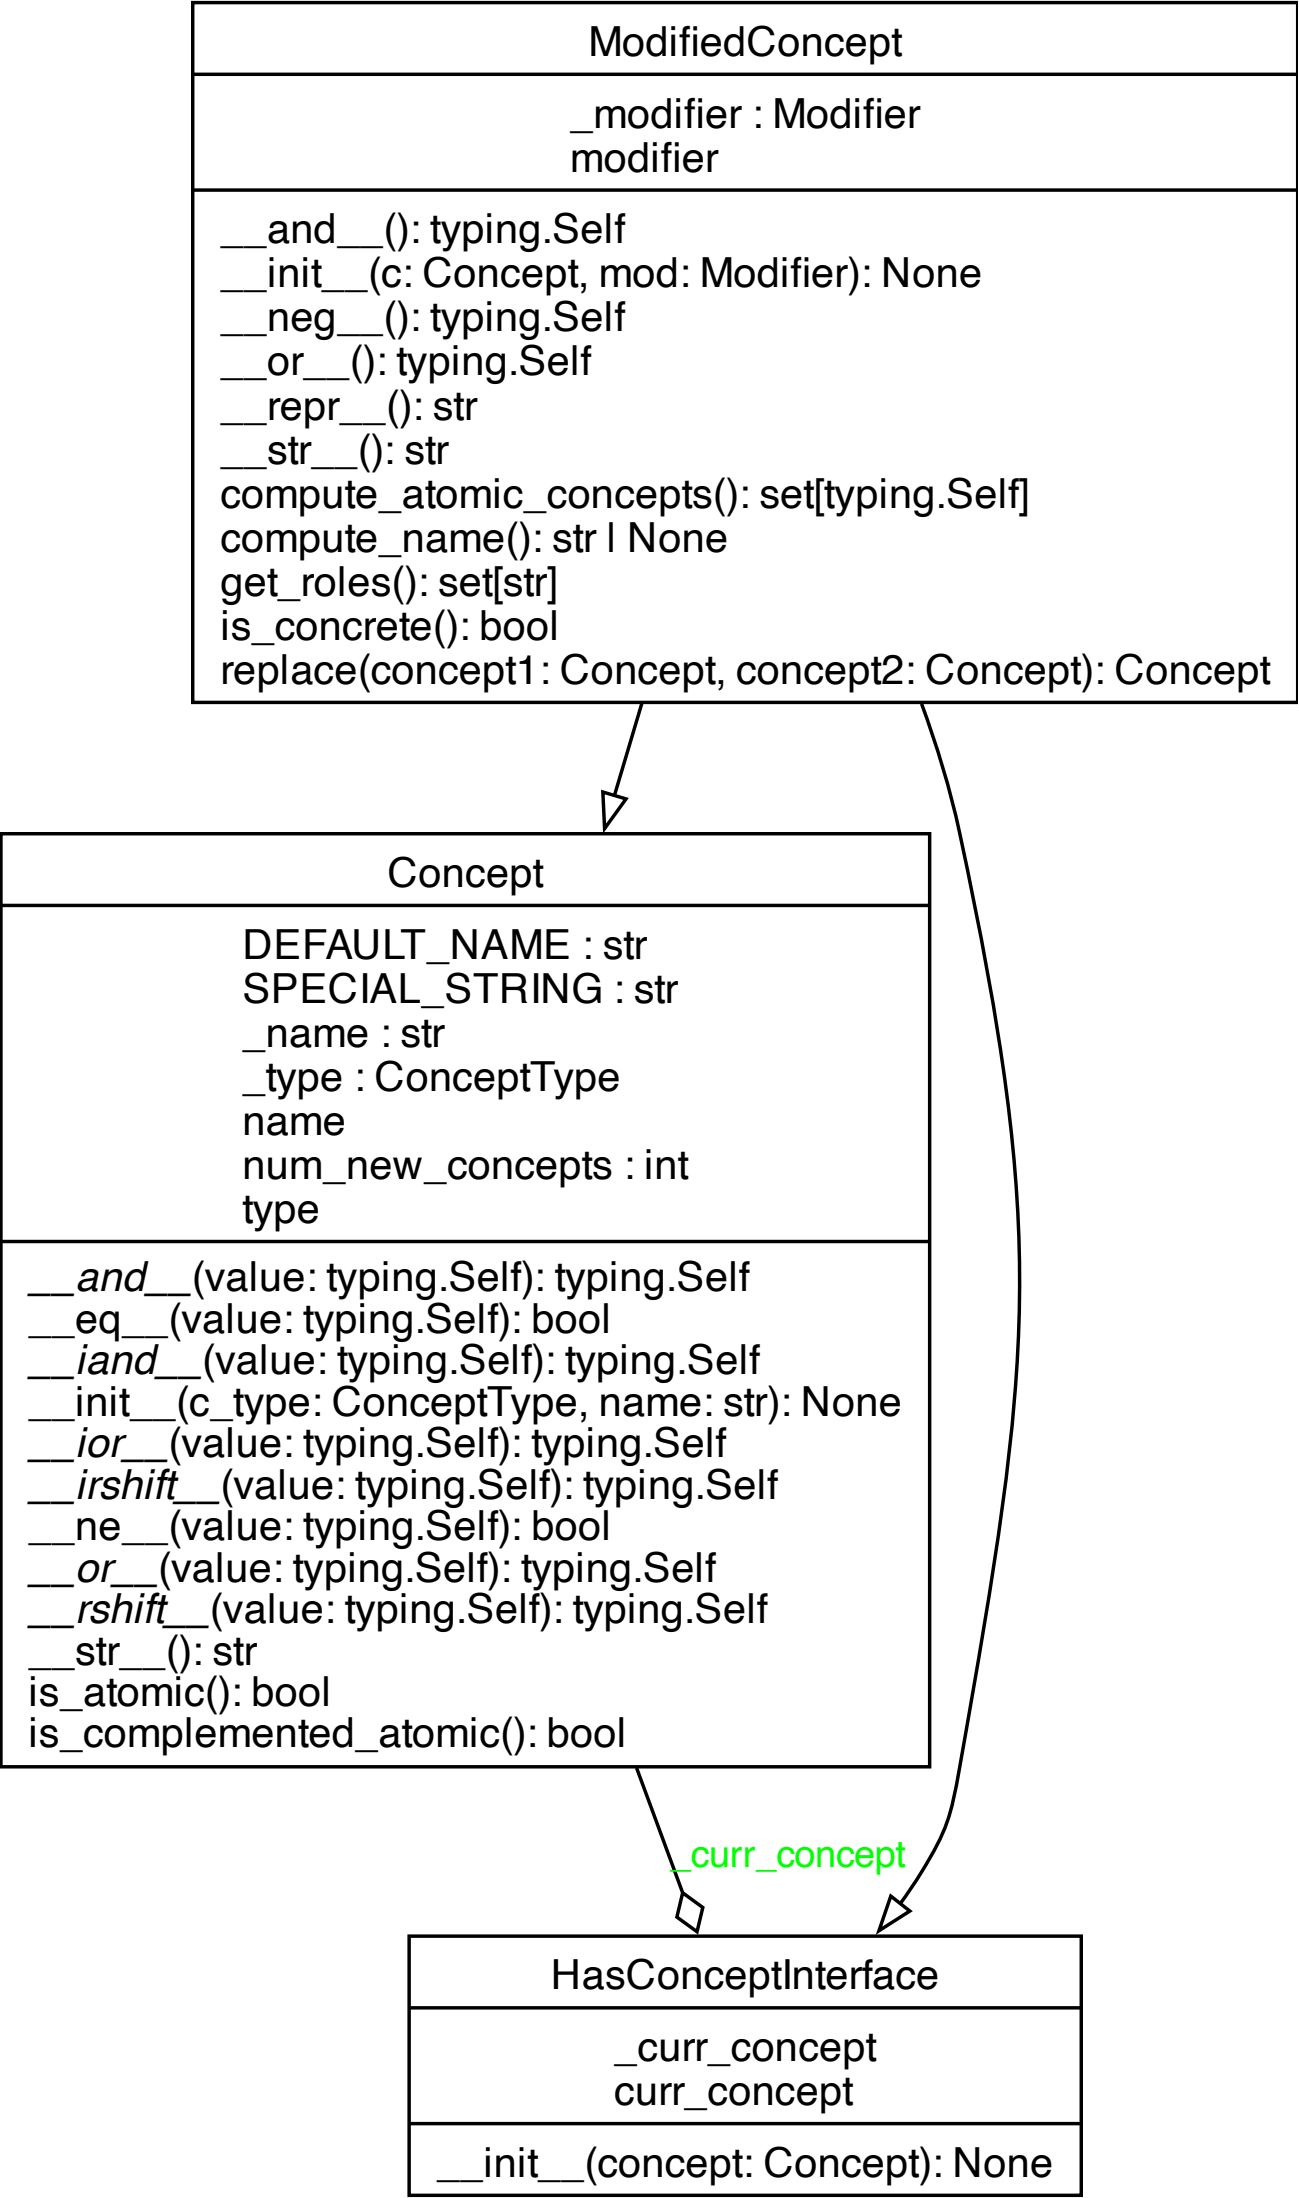 ModifiedConcept
_modifier : Modifier
modifier
__and__(): typing.Self
__init__(c: Concept, mod: Modifier): None
__neg__(): typing.Self
__or__(): typing.Self
__repr__(): str
__str__(): str
compute_atomic_concepts(): set[typing.Self]
compute_name(): str | None
get_roles(): set[str]
is_concrete(): bool
replace(concept1: Concept, concept2: Concept): Concept
Concept
DEFAULT_NAME : str
SPECIAL_STRING : str
_name : str
_type : ConceptType
name
num_new_concepts : int
type
__and__(value: typing.Self): typing.Self
__eq__(value: typing.Self): bool
__iand__(value: typing.Self): typing.Self
__init__(c_type: ConceptType, name: str): None
__ior__(value: typing.Self): typing.Self
__irshift__(value: typing.Self): typing.Self
__ne__(value: typing.Self): bool
__or__(value: typing.Self): typing.Self
__rshift__(value: typing.Self): typing.Self
__str__(): str
is_atomic(): bool
is_complemented_atomic(): bool
_curr_concept
HasConceptInterface
_curr_concept
curr_concept
__init__(concept: Concept): None